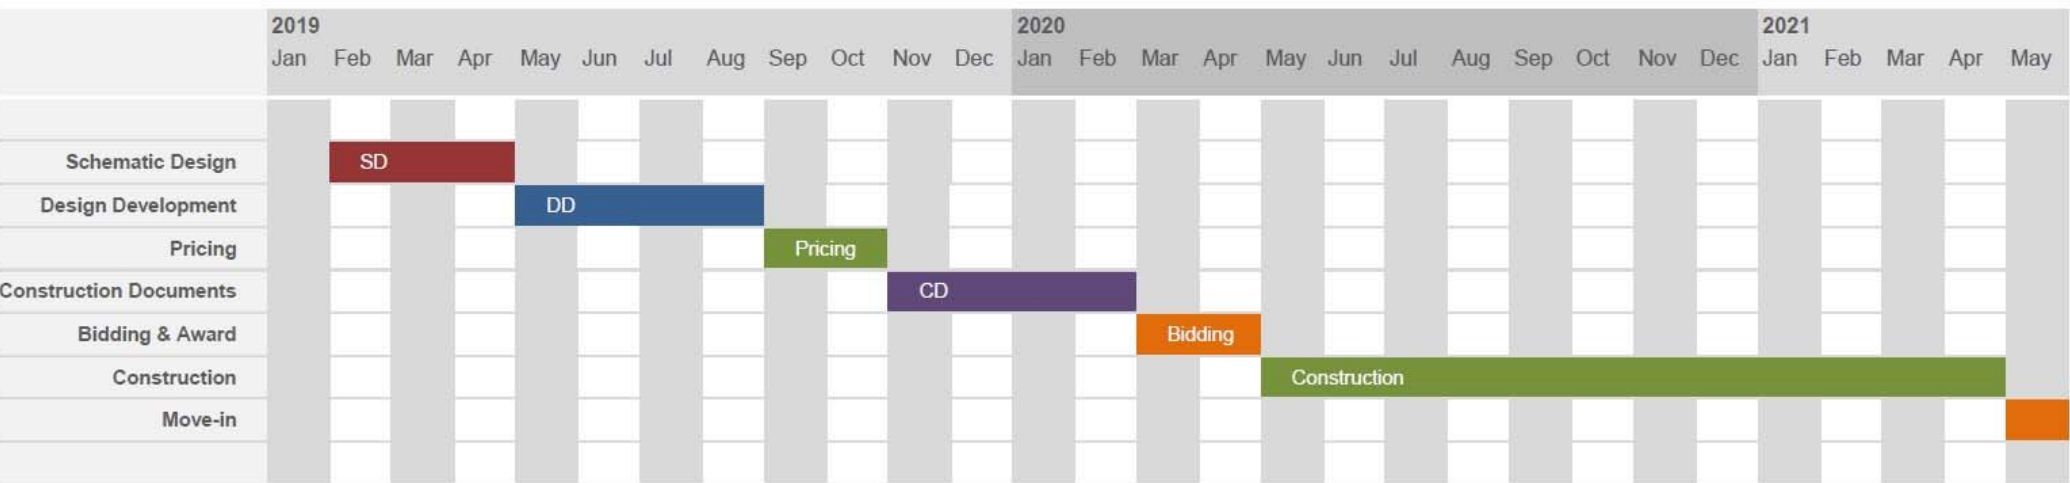 2019 2020 2021
Jan Feb Mar Apr May Jun Jul Aug Sep Oct Nov Dec Jan Feb Mar Apr May Jun Jul Aug Sep Oct Nov Dec Jan Feb Mar Apr May
Schematic Design SD
Design Development DD
Pricing Pricing
Construction Documents CD
Bidding & Award Bidding
Construction Construction
Move-in